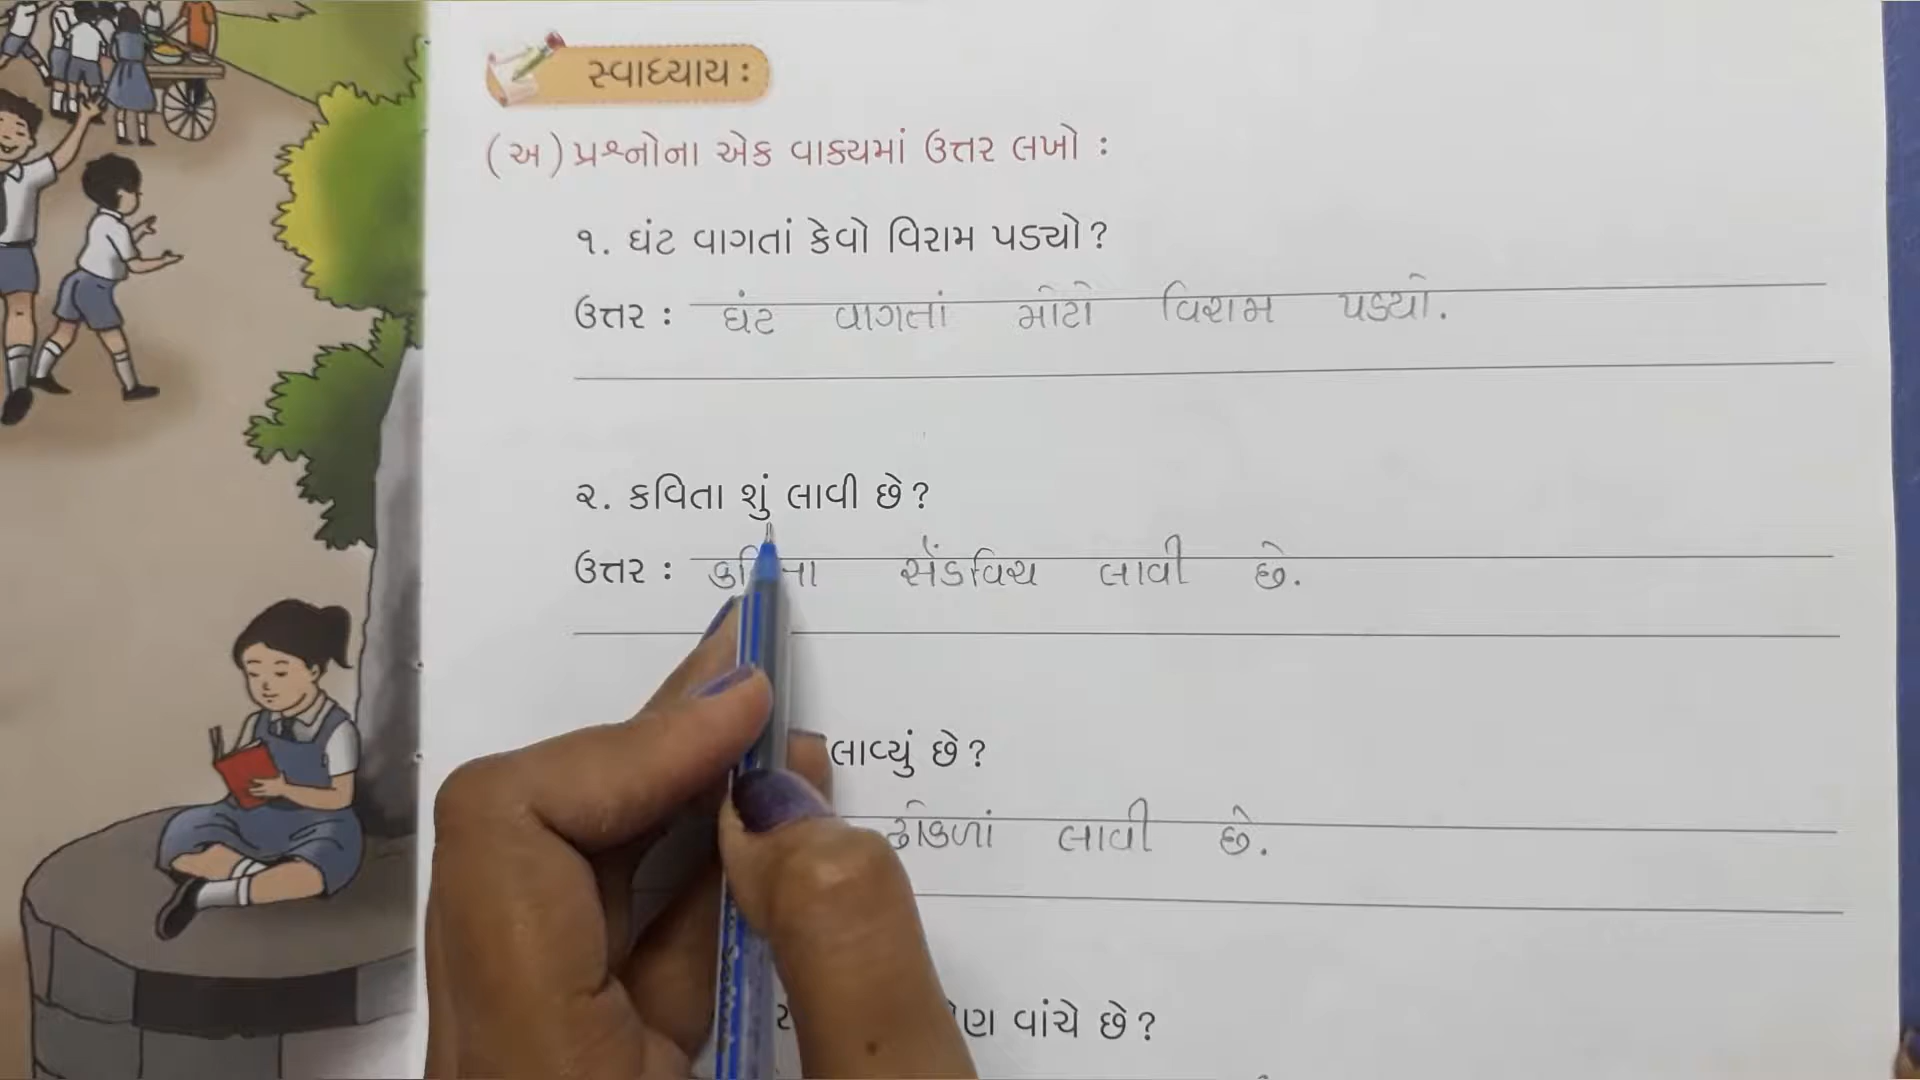 સ્વાધ્યાય :
(અ) પ્રશ્નોના એક વાક્યમાં ઉત્તર લખો :
૧. ઘંટ વાગતાં કેવો વિરામ પડ્યો?
ઉત્તર : ઘંટ વાગતાં મોટો વિરામ પડ્યો.
૨. કવિતા શું લાવી છે?
ઉત્તર : સેંડવિચ લાવી છે.
લાવ્યું છે?
ઢોકળાં લાવી છે.
વાંચે છે?